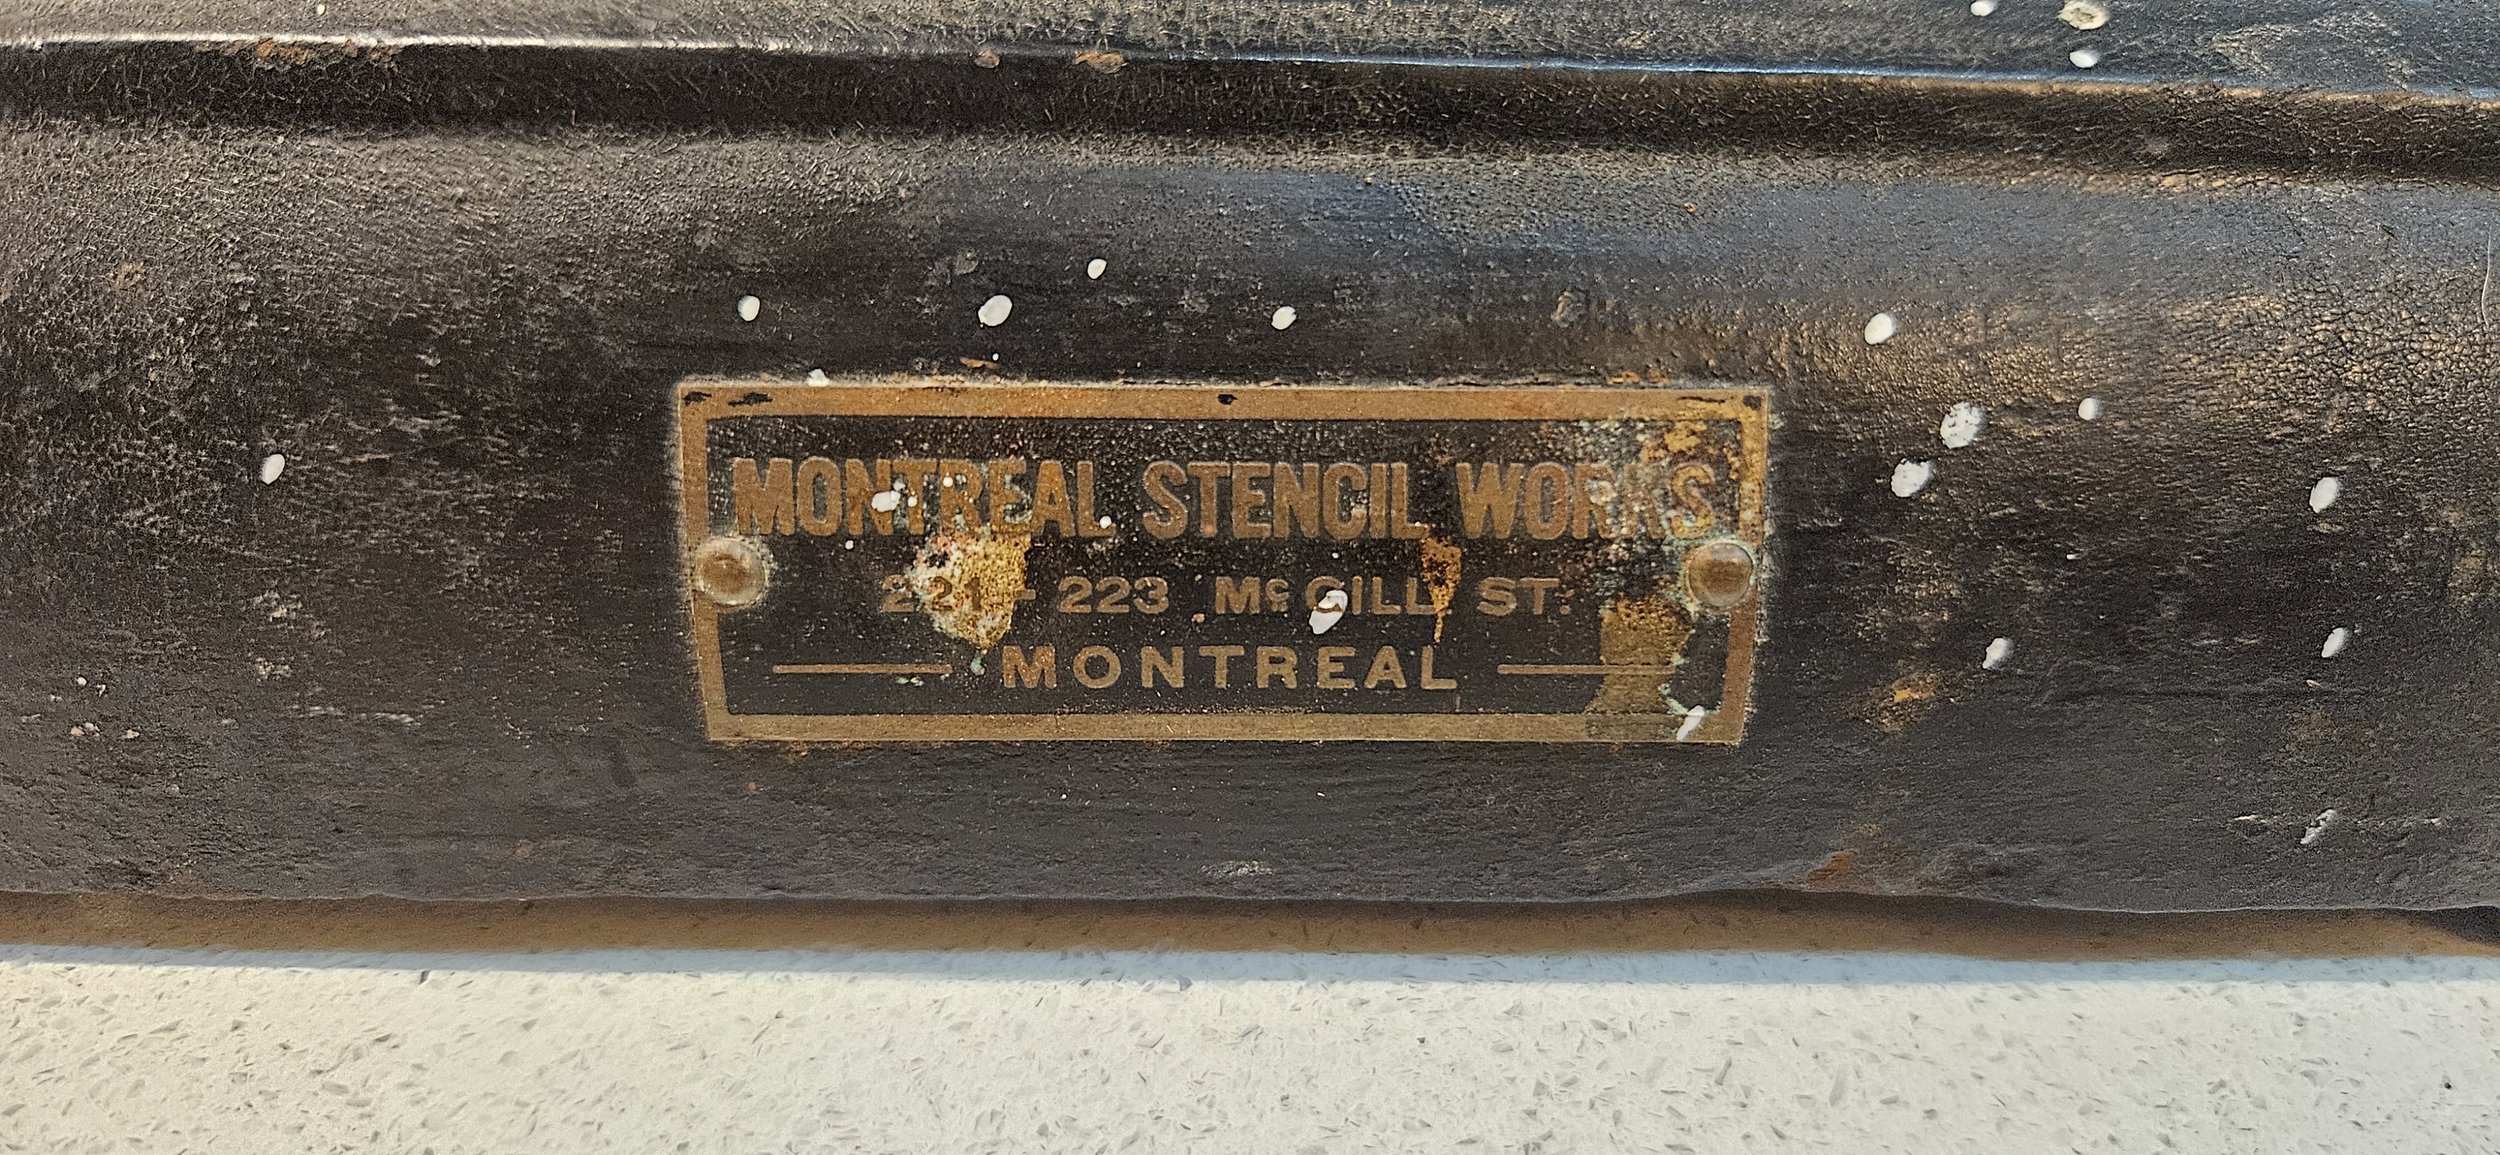 MONTREAL STENCIL WORKS
221 - 223 McGILL ST.
MONTREAL